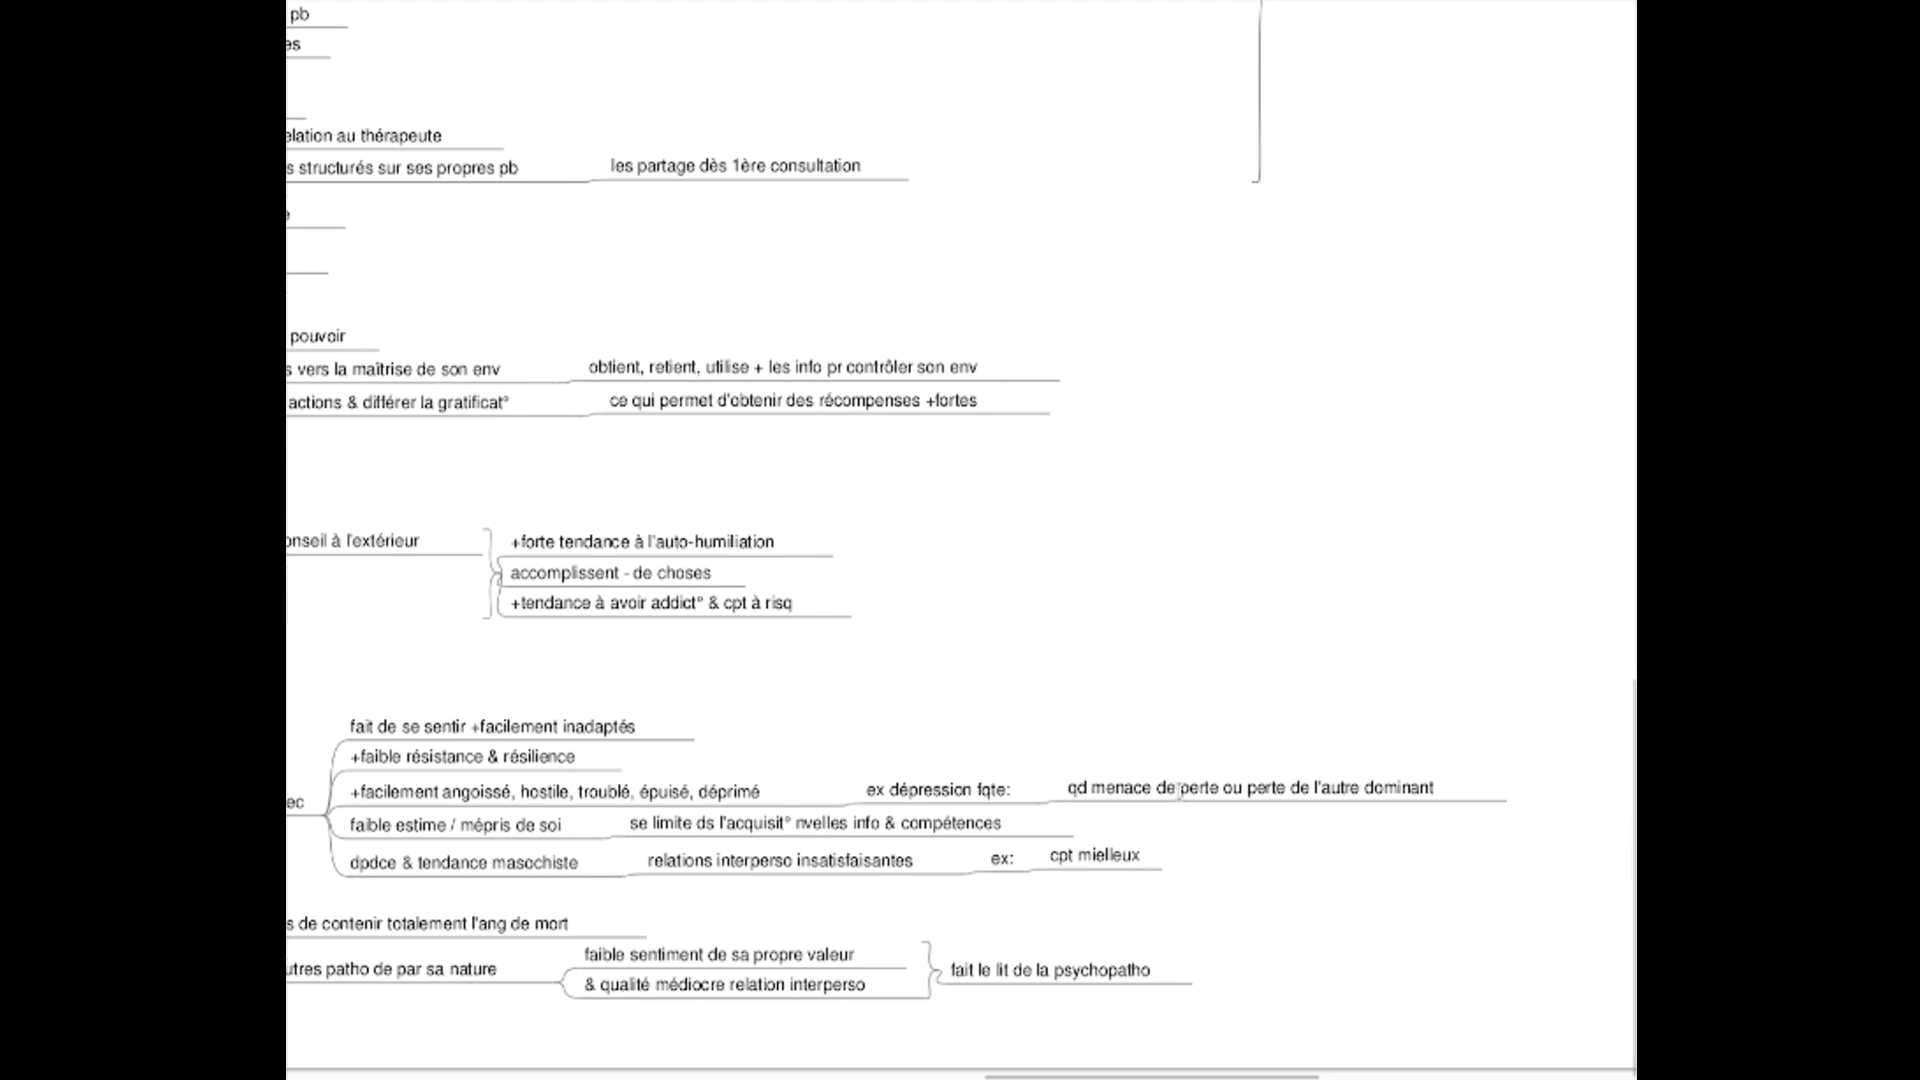 pb
es
elation au thérapeute
s structurés sur ses propres pb les partage dès 1ère consultation
e
pouvoir
s vers la maîtrise de son env obtient, retient, utilise + les info pr contrôler son env
actions & différer la gratificat° ce qui permet d'obtenir des récompenses +fortes
onseil à l'extérieur
+forte tendance à l'auto-humiliation
accomplissent - de choses
+tendance à avoir addict° & cpt à risq
ec
fait de se sentir +facilement inadaptés
+faible résistance & résilience
+facilement angoissé, hostile, troublé, épuisé, déprimé ex dépression fqte: qd menace de perte ou perte de l'autre dominant
faible estime / mépris de soi se limite ds l'acquisit° nvelles info & compétences
dpdce & tendance masochiste relations interperso insatisfaisantes ex: cpt mielleux
s de contenir totalement l'ang de mort
utres patho de par sa nature
faible sentiment de sa propre valeur
& qualité médiocre relation interperso
fait le lit de la psychopatho